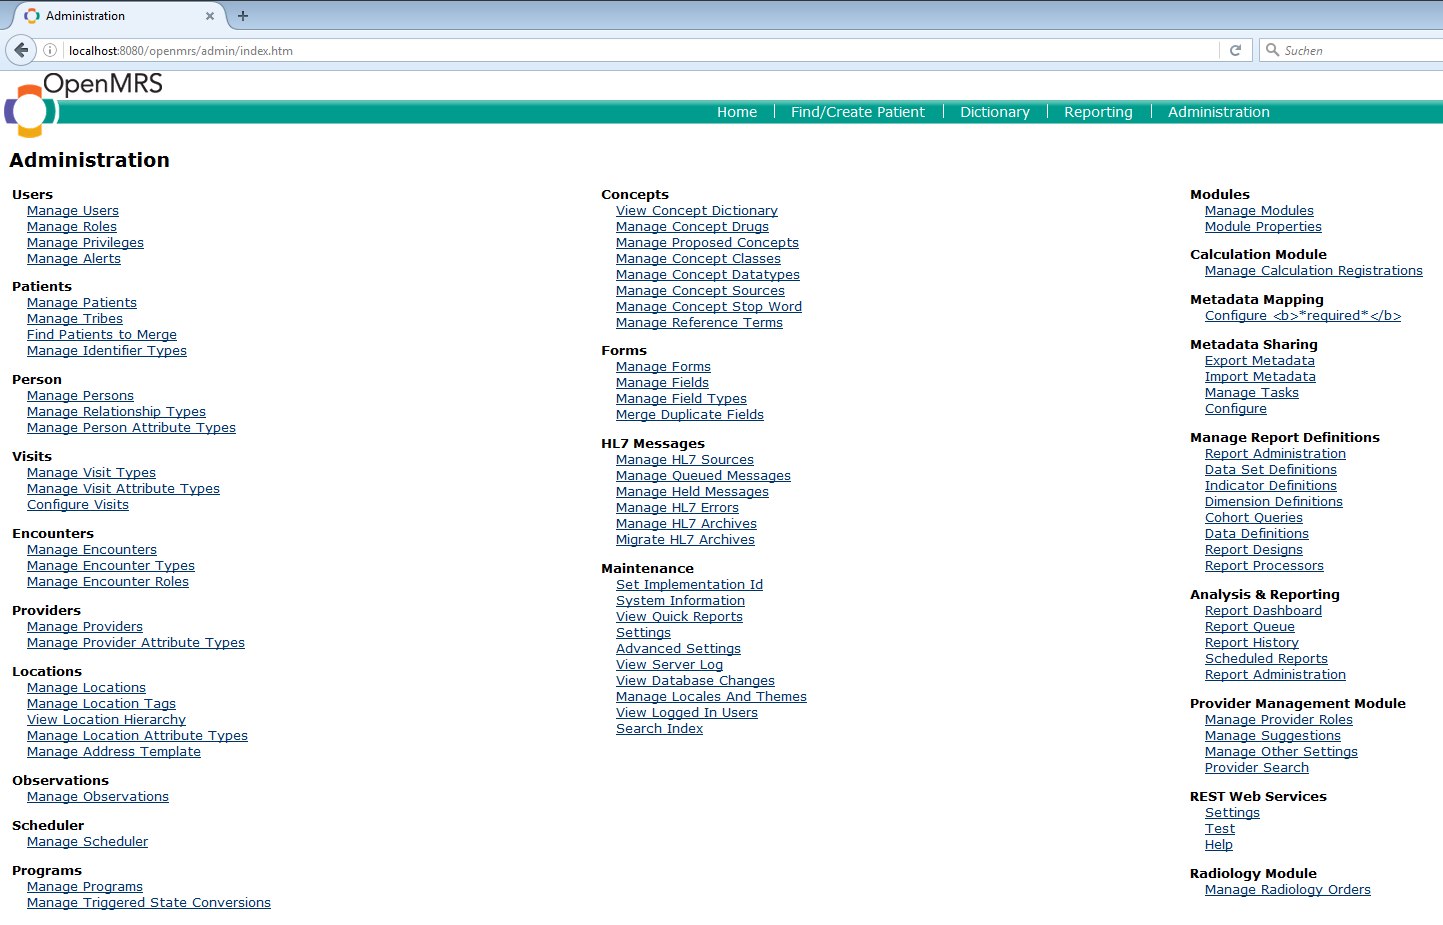 Administration
localhost:8080/openmrs/admin/index.htm
Suchen
OpenMRS
Home
Find/Create Patient
Dictionary
Reporting
Administration
Administration
Users
Manage Users
Manage Roles
Manage Privileges
Manage Alerts
Patients
Manage Patients
Manage Tribes
Find Patients to Merge
Manage Identifier Types
Person
Manage Persons
Manage Relationship Types
Manage Person Attribute Types
Visits
Manage Visit Types
Manage Visit Attribute Types
Configure Visits
Encounters
Manage Encounters
Manage Encounter Types
Manage Encounter Roles
Providers
Manage Providers
Manage Provider Attribute Types
Locations
Manage Locations
Manage Location Tags
View Location Hierarchy
Manage Location Attribute Types
Manage Address Template
Observations
Manage Observations
Scheduler
Manage Scheduler
Programs
Manage Programs
Manage Triggered State Conversions
Concepts
View Concept Dictionary
Manage Concept Drugs
Manage Proposed Concepts
Manage Concept Classes
Manage Concept Datatypes
Manage Concept Sources
Manage Concept Stop Word
Manage Reference Terms
Forms
Manage Forms
Manage Fields
Manage Field Types
Merge Duplicate Fields
HL7 Messages
Manage HL7 Sources
Manage Queued Messages
Manage Held Messages
Manage HL7 Errors
Manage HL7 Archives
Migrate HL7 Archives
Maintenance
Set Implementation Id
System Information
View Quick Reports
Settings
Advanced Settings
View Server Log
View Database Changes
Manage Locales And Themes
View Logged In Users
Search Index
Modules
Manage Modules
Module Properties
Calculation Module
Manage Calculation Registrations
Metadata Mapping
Configure <b>*required*</b>
Metadata Sharing
Export Metadata
Import Metadata
Manage Tasks
Configure
Manage Report Definitions
Report Administration
Data Set Definitions
Indicator Definitions
Dimension Definitions
Cohort Queries
Data Definitions
Report Designs
Report Processors
Analysis & Reporting
Report Dashboard
Report Queue
Report History
Scheduled Reports
Report Administration
Provider Management Module
Manage Provider Roles
Manage Suggestions
Manage Other Settings
Provider Search
REST Web Services
Settings
Test
Help
Radiology Module
Manage Radiology Orders